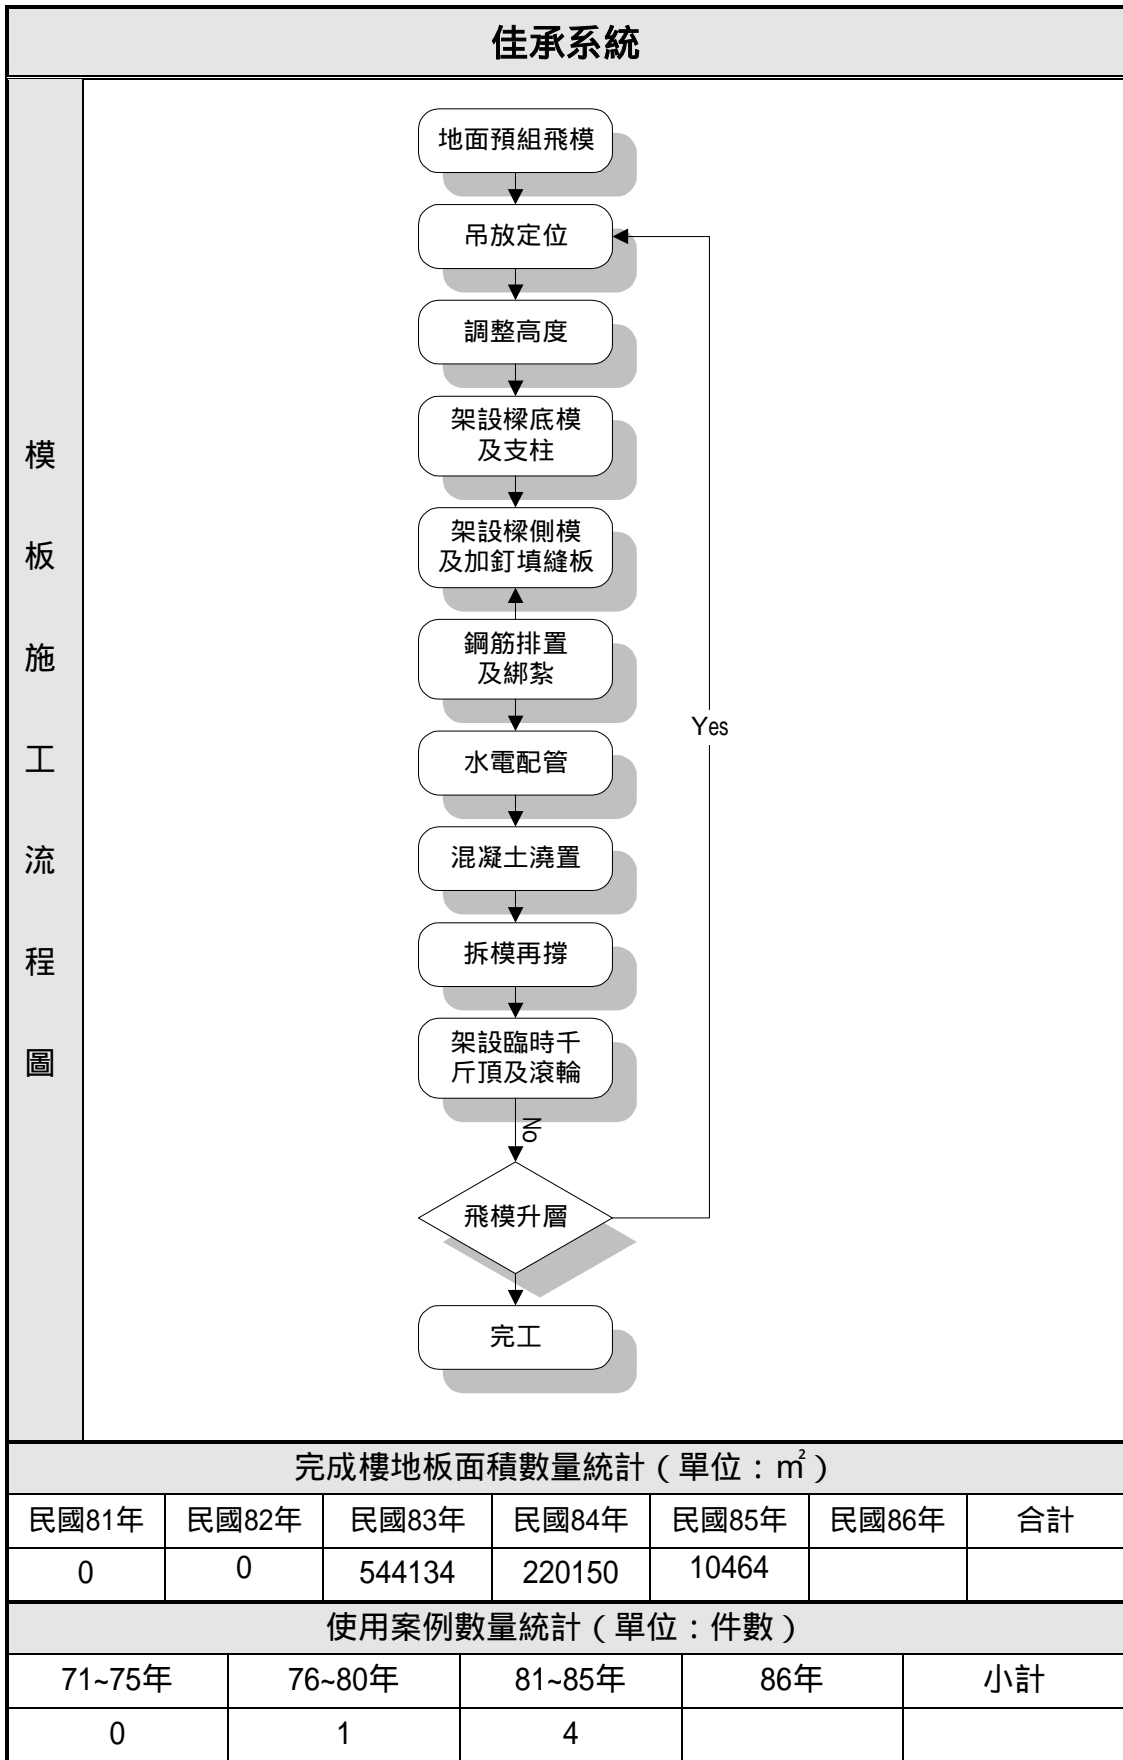 佳承系統
模
板
施
工
流
程
圖
地面預組飛模
吊放定位
調整高度
架設樑底模
及支柱
架設樑側模
及加釘填縫板
鋼筋排置
及綁紮
Yes
水電配管
混凝土澆置
拆模再撐
架設臨時千
斤頂及滾輪
No
飛模升層
完工
完成樓地板面積數量統計（單位：㎡）
民國81年 民國82年 民國83年 民國84年 民國85年 民國86年 合計
0 0 544134 220150 10464
使用案例數量統計（單位：件數）
71~75年 76~80年 81~85年 86年 小計
0 1 4